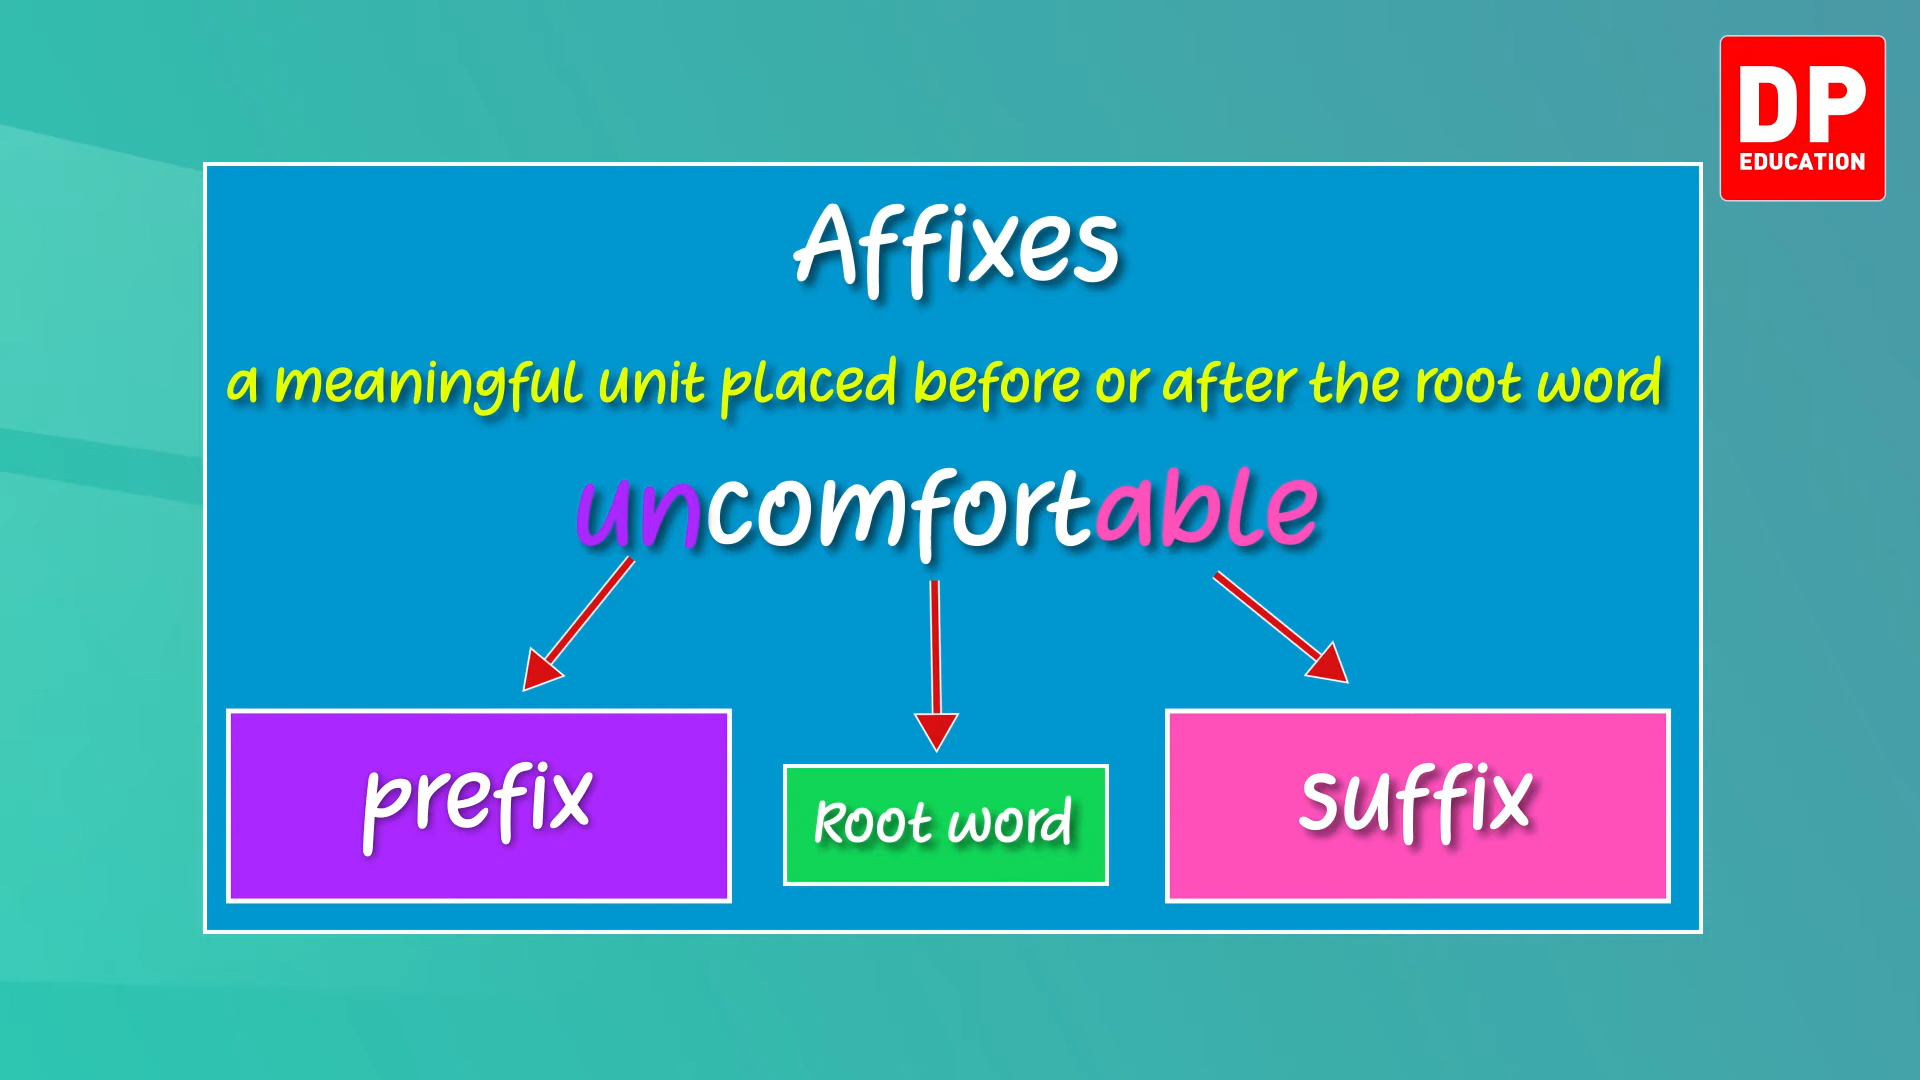 DP
EDUCATION
Affixes
a meaningful unit placed before or after the root word
uncomfortable
prefix
Root word
suffix